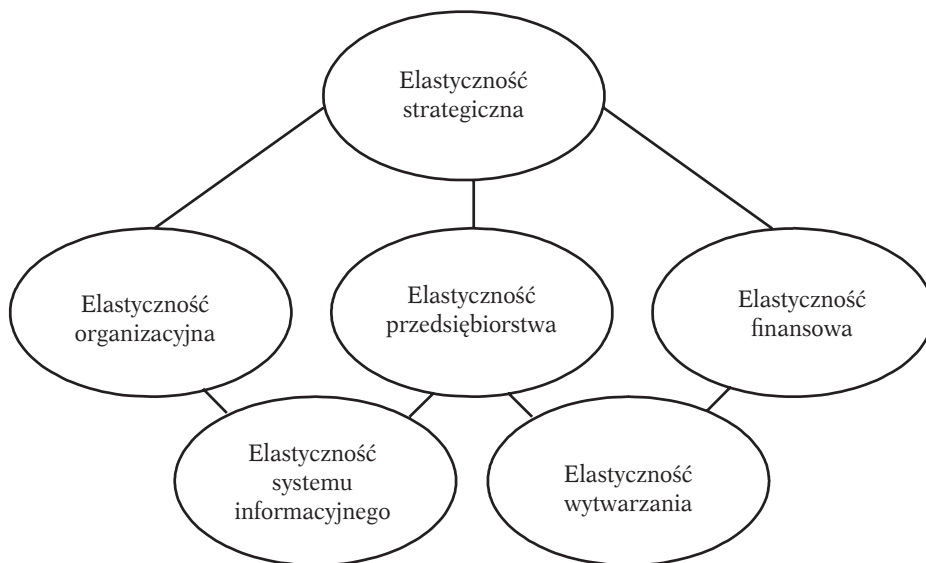 Elastyczność
strategiczna
Elastyczność
organizacyjna
Elastyczność
przedsiębiorstwa
Elastyczność
finansowa
Elastyczność
systemu
informacyjnego
Elastyczność
wytwarzania